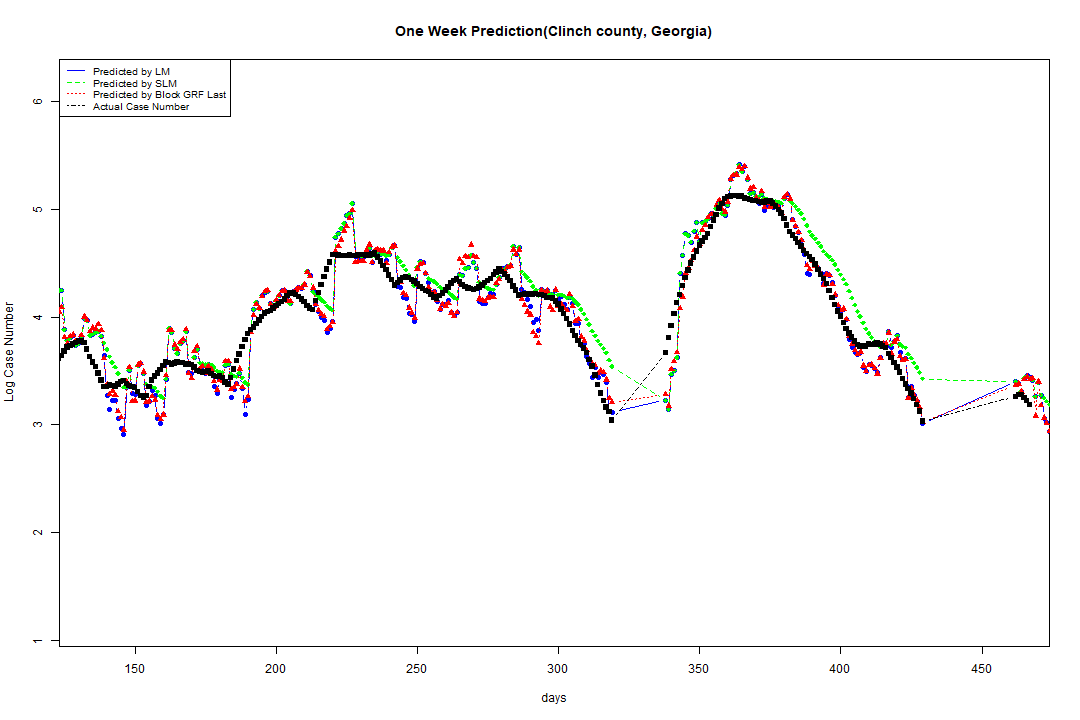 One Week Prediction(Clinch county, Georgia)
Predicted by LM
Predicted by SLM
Predicted by Block GRF Last
Actual Case Number
6
5
4
3
2
1
Log Case Number
150 200 250 300 350 400 450
days